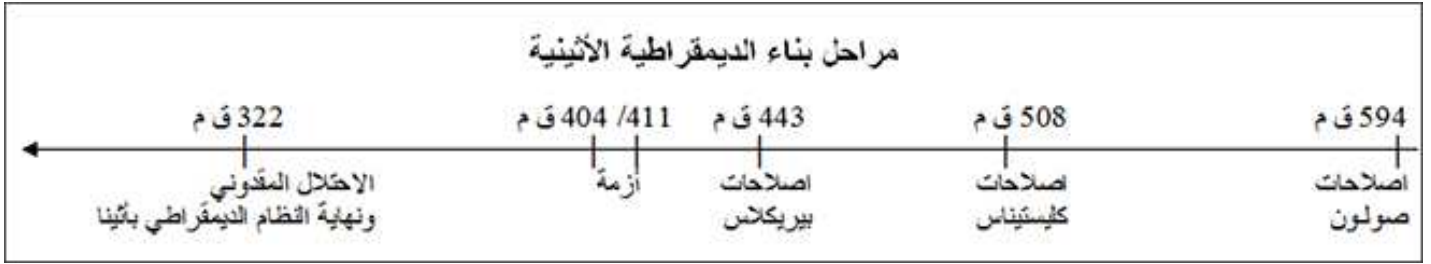 مراحل بناء الديمقراطية الأثينية
594 ق م 508 ق م 443 ق م 411/ 404 ق م 322 ق م
اصلاحات اصلاحات اصلاحات أزمة الاحتلال المقدوني
صولون كليستيناس بيريكلاس ونهاية النظام الديمقراطي بأثينا